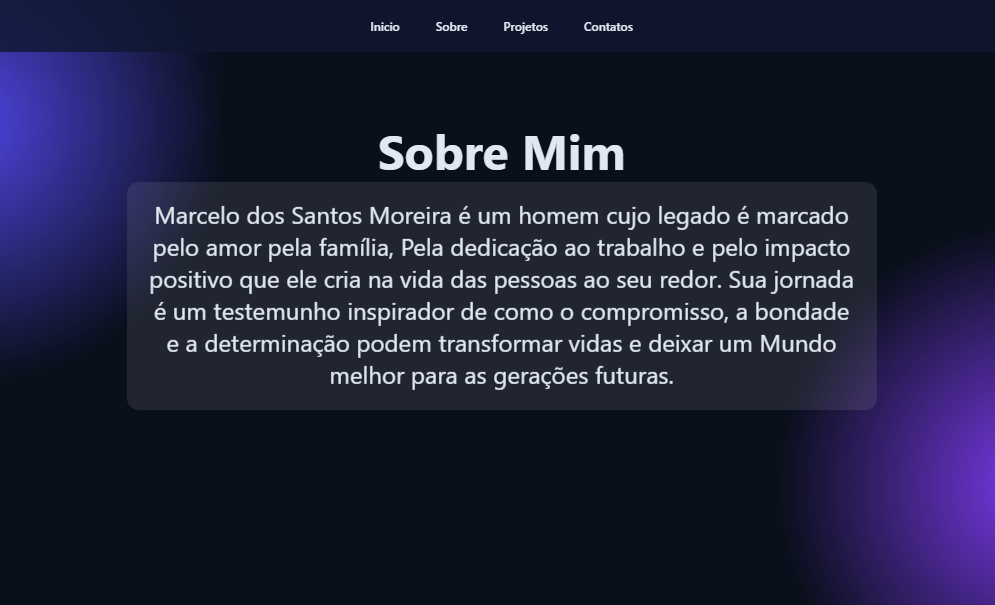 Inicio Sobre Projetos Contatos
Sobre Mim
Marcelo dos Santos Moreira é um homem cujo legado é marcado
pelo amor pela família, Pela dedicação ao trabalho e pelo impacto
positivo que ele cria na vida das pessoas ao seu redor. Sua jornada
é um testemunho inspirador de como o compromisso, a bondade
e a determinação podem transformar vidas e deixar um Mundo
melhor para as gerações futuras.